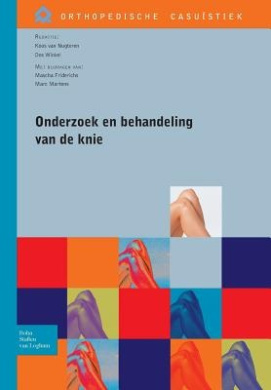 ORTHOPEDISCHE CASUÏSTIEK
REDACTIE:
Koos van Nugteren
Dos Winkel
MET BIJDRAGEN VAN:
Mascha Friderichs
Marc Martens
Onderzoek en behandeling
van de knie
Bohn
Stafleu
van Loghum